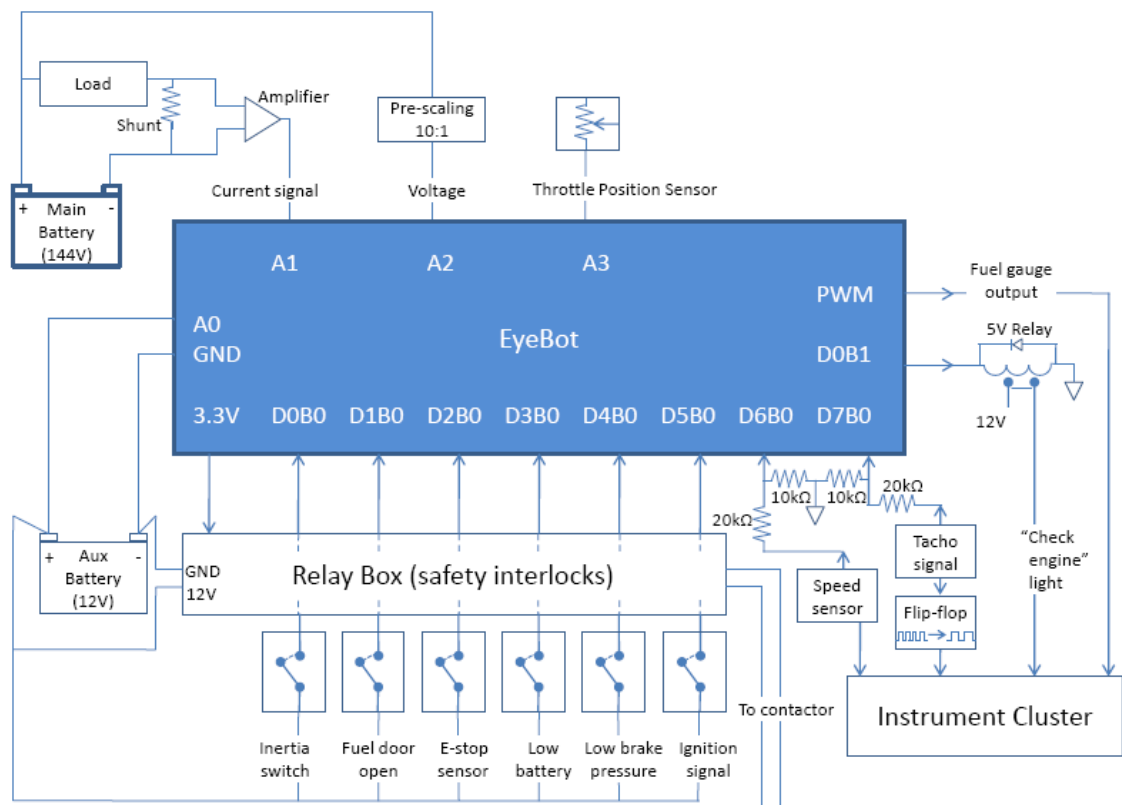 Load
Amplifier
Shunt
Pre-scaling
10:1
Current signal
Voltage
Throttle Position Sensor
+ Main -
Battery
(144V)
A1 A2 A3
PWM
Fuel gauge
output
A0
GND
EyeBot
5V Relay
D0B1
12V
3.3V D0B0 D1B0 D2B0 D3B0 D4B0 D5B0 D6B0 D7B0
10kΩ 10kΩ
20kΩ
20kΩ
+ Aux -
Battery
(12V)
GND
12V
Relay Box (safety interlocks)
Speed
sensor
Tacho
signal
Flip-flop
"Check
engine"
light
To contactor
Instrument Cluster
Inertia
switch
Fuel door
open
E-stop
sensor
Low
battery
Low brake
pressure
Ignition
signal